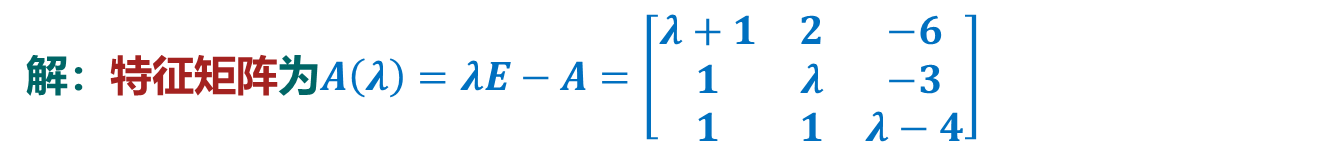 解：特征矩阵为A(λ) = λE − A = [λ + 1 2 −6
1 λ −3
1 1 λ − 4]